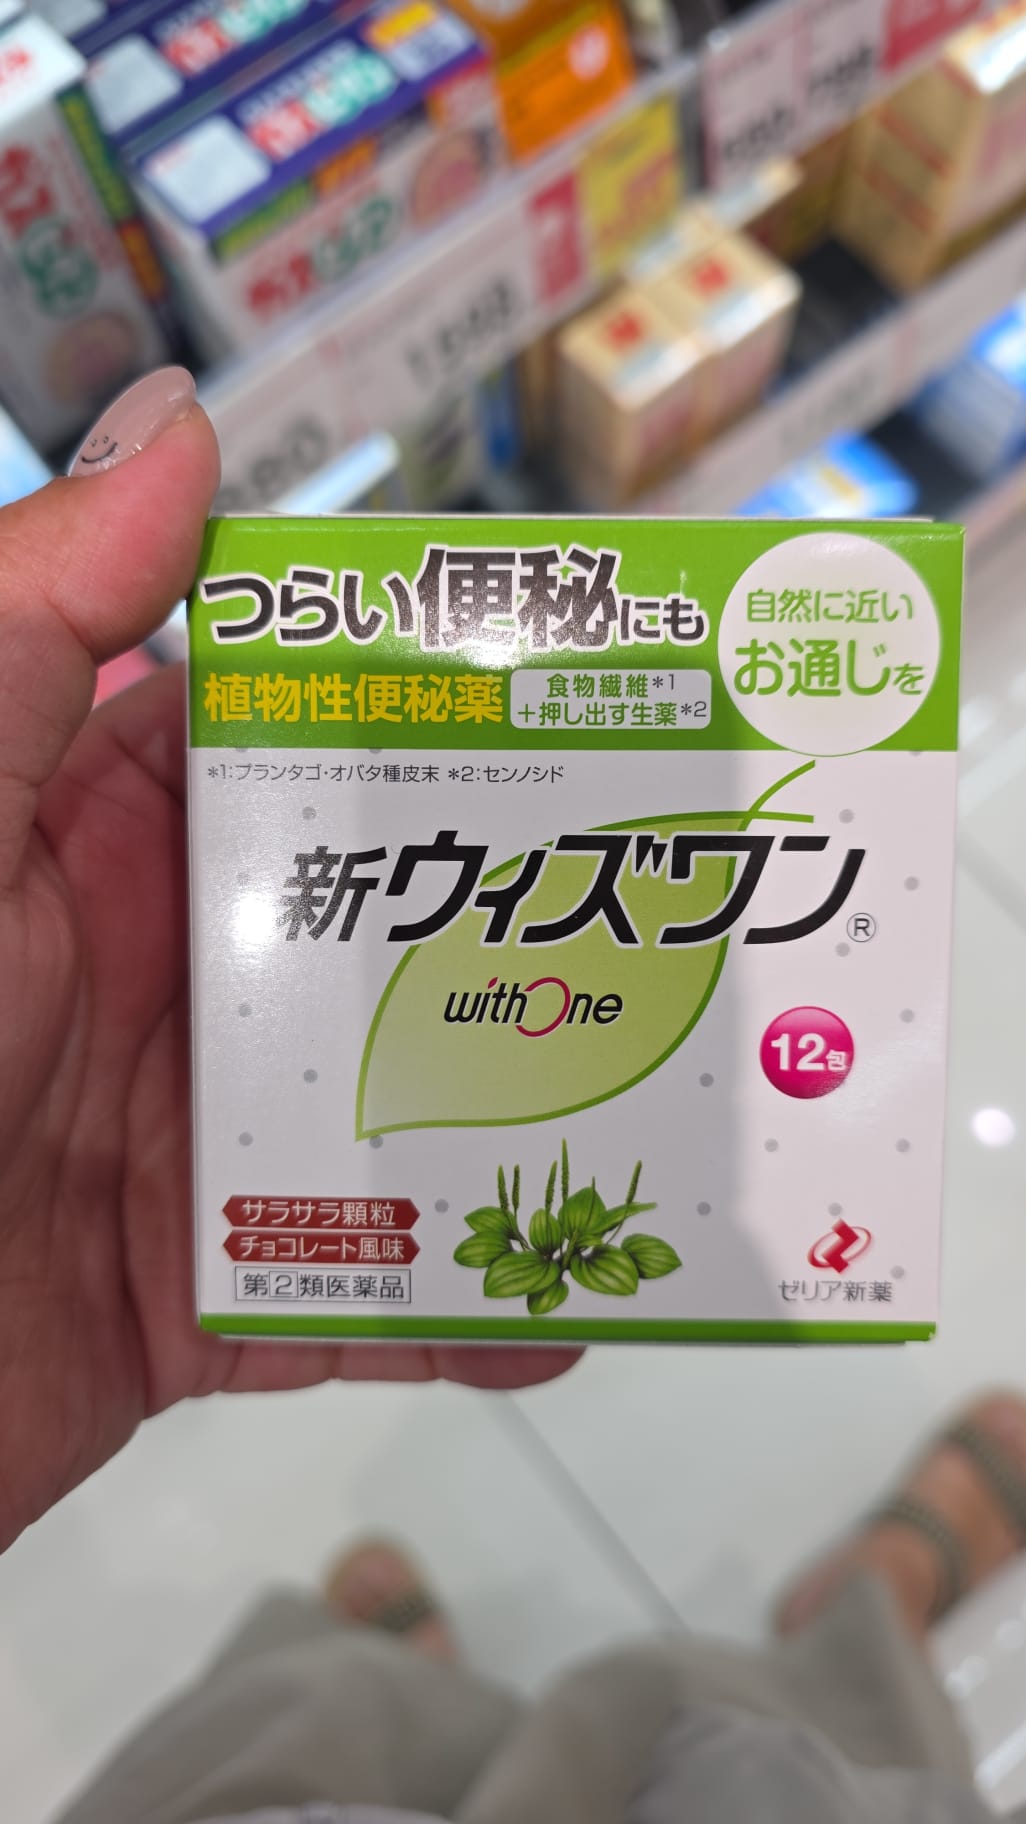 つらい便秘にも
植物性便秘薬
食物繊維*1
+押し出す生薬*2
自然に近い
お通じを
*1:プランタゴ・オバタ種皮末 *2:センノシド
新ウィズワン®
withOne
12包
サラサラ顆粒
チョコレート風味
第②類医薬品
ゼリア新薬